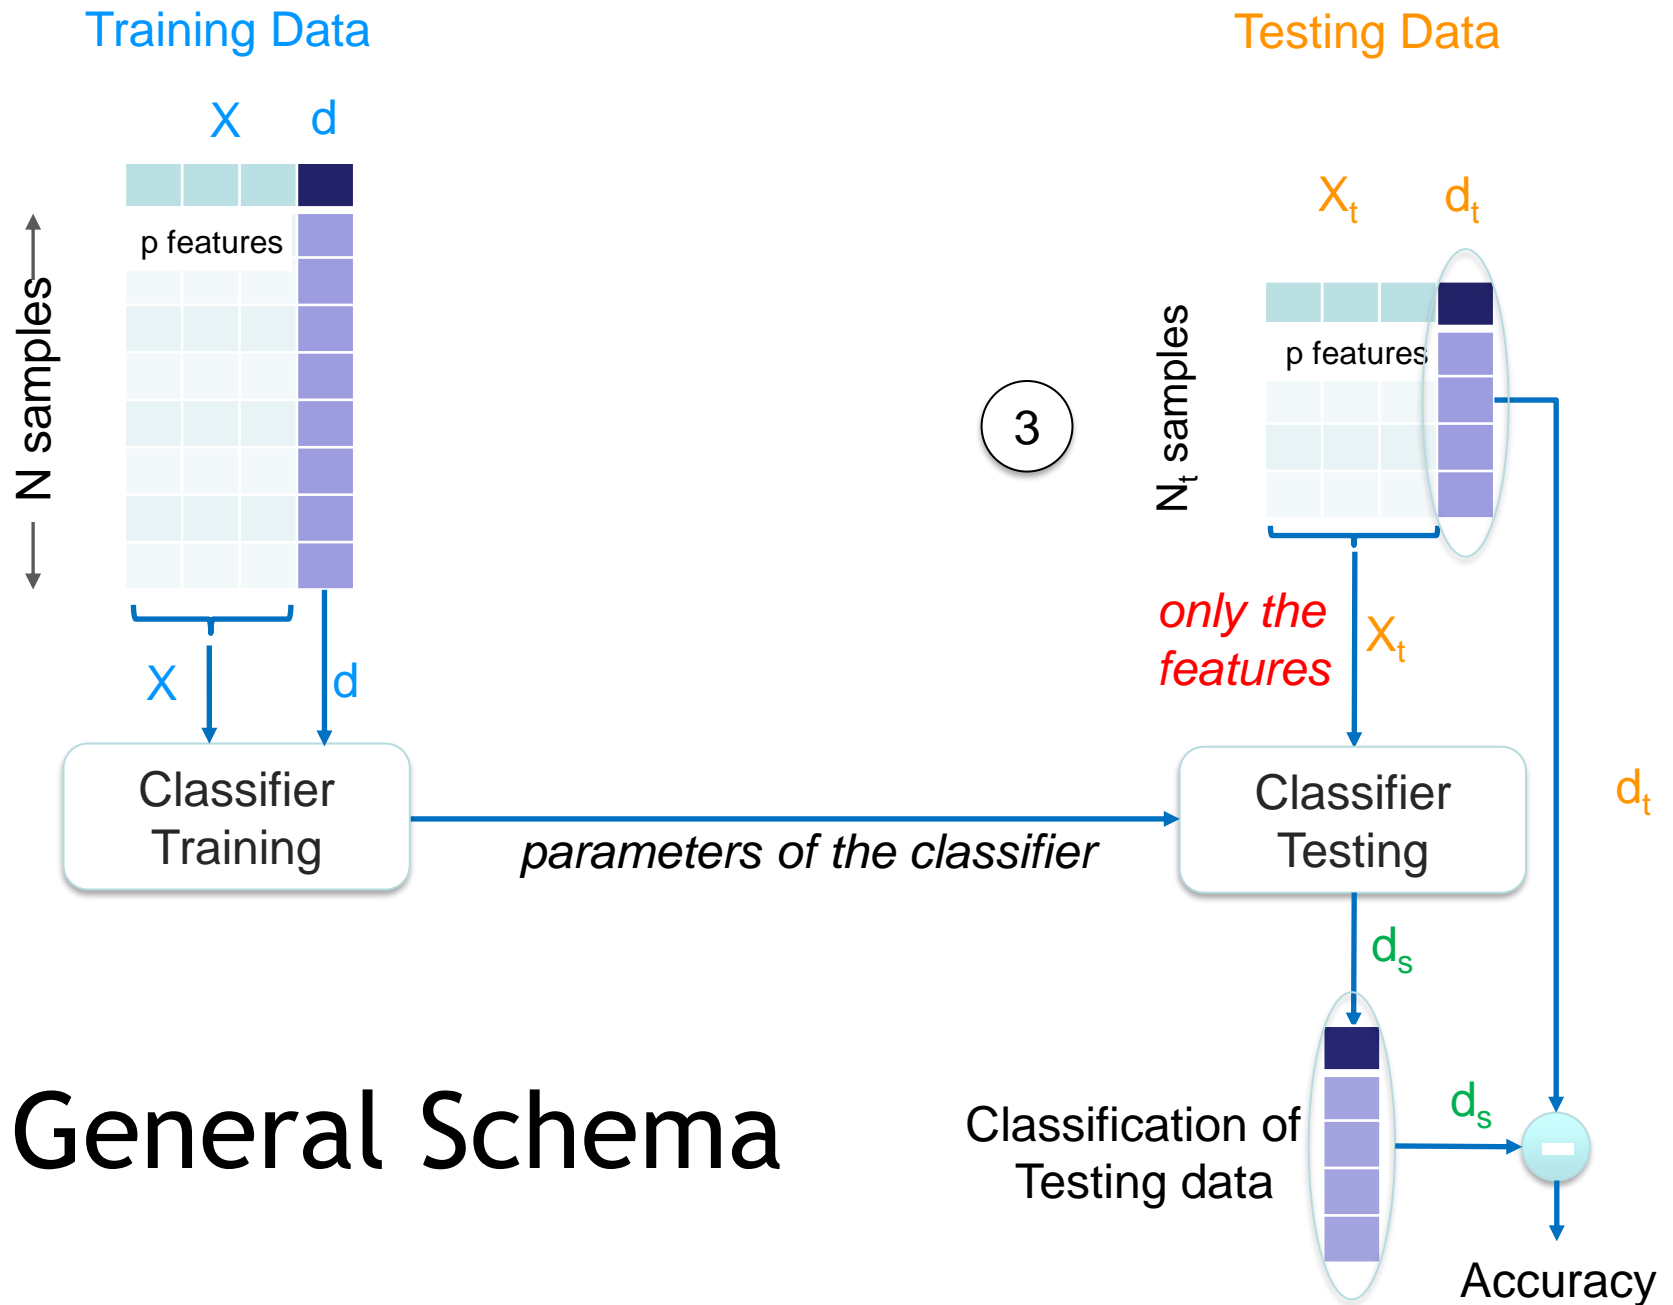 Training Data
Testing Data
X d
p features
N samples
X d
Classifier
Training
parameters of the classifier
3
Xt dt
p features
Nt samples
only the
features
Xt
Classifier
Testing
dt
ds
Classification of
Testing data
ds
-
Accuracy
General Schema